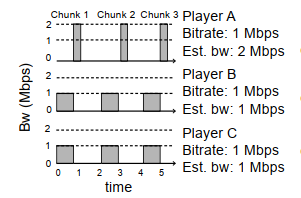 Chunk 1 Chunk 2 Chunk 3
Player A
Bitrate: 1 Mbps
Est. bw: 2 Mbps
2
1
0
Player B
Bitrate: 1 Mbps
Est. bw: 1 Mbps
2
1
0
Player C
Bitrate: 1 Mbps
Est. bw: 1 Mbps
2
1
0
Bw (Mbps)
0 1 2 3 4 5
time